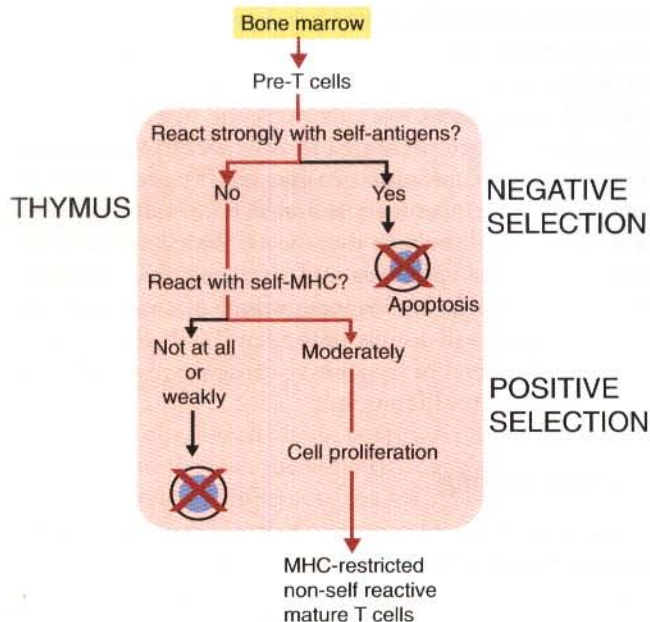 Bone marrow
Pre-T cells
React strongly with self-antigens?
No
Yes
THYMUS
NEGATIVE
SELECTION
Apoptosis
React with self-MHC?
Not at all
or
weakly
Moderately
POSITIVE
SELECTION
Cell proliferation
MHC-restricted
non-self reactive
mature T cells